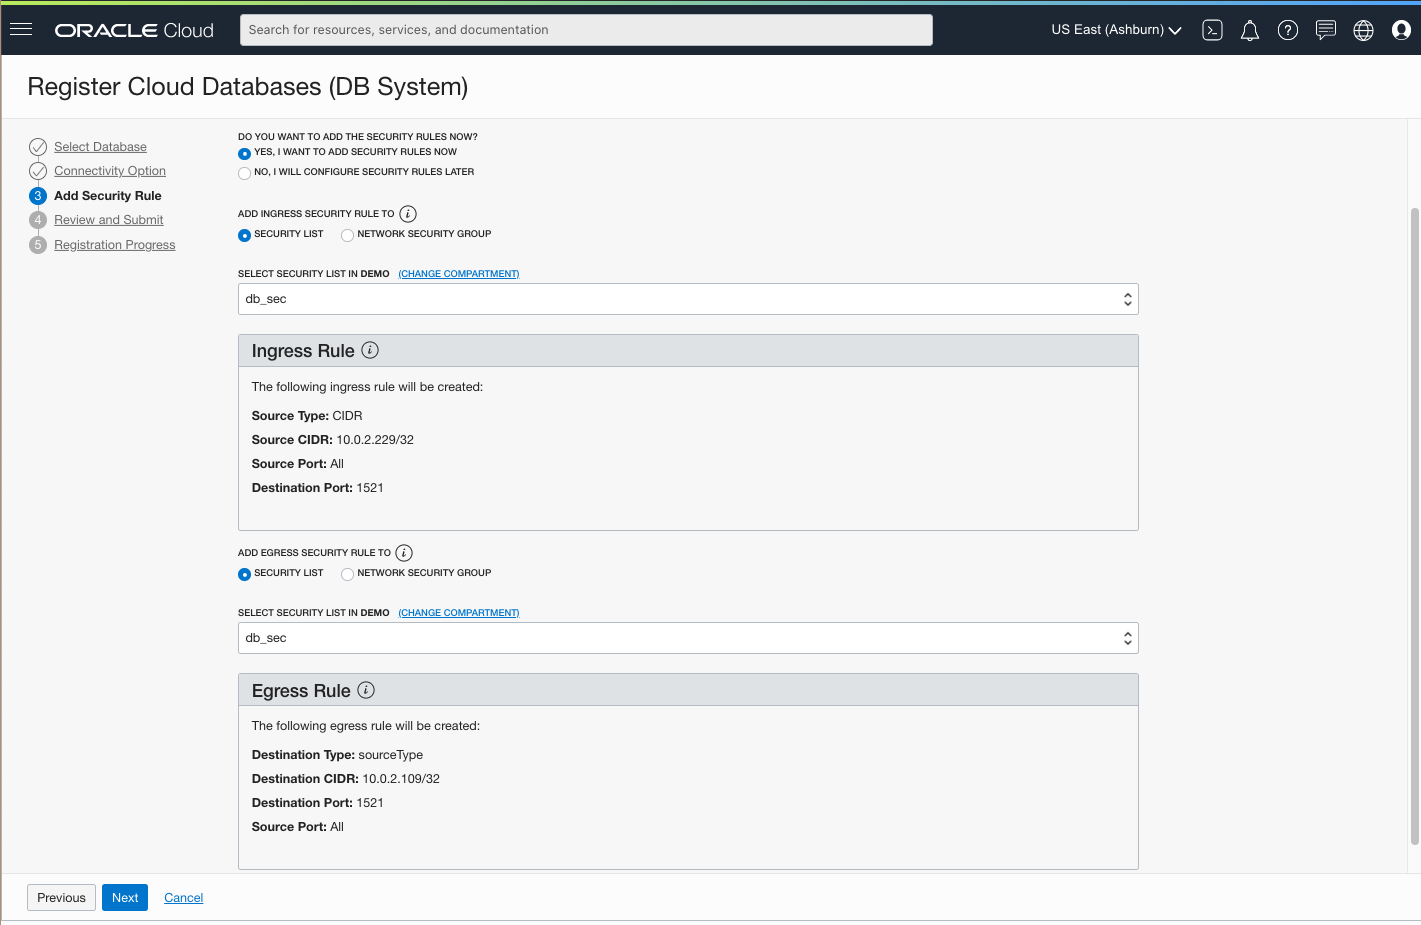 ORACLE Cloud
Search for resources, services, and documentation
US East (Ashburn)
Register Cloud Databases (DB System)
Select Database
Connectivity Option
3 Add Security Rule
4 Review and Submit
5 Registration Progress
DO YOU WANT TO ADD THE SECURITY RULES NOW?
YES, I WANT TO ADD SECURITY RULES NOW
NO, I WILL CONFIGURE SECURITY RULES LATER
ADD INGRESS SECURITY RULE TO i
SECURITY LIST NETWORK SECURITY GROUP
SELECT SECURITY LIST IN DEMO (CHANGE COMPARTMENT)
db_sec
Ingress Rule i
The following ingress rule will be created:
Source Type: CIDR
Source CIDR: 10.0.2.229/32
Source Port: All
Destination Port: 1521
ADD EGRESS SECURITY RULE TO i
SECURITY LIST NETWORK SECURITY GROUP
SELECT SECURITY LIST IN DEMO (CHANGE COMPARTMENT)
db_sec
Egress Rule i
The following egress rule will be created:
Destination Type: sourceType
Destination CIDR: 10.0.2.109/32
Destination Port: 1521
Source Port: All
Previous Next Cancel